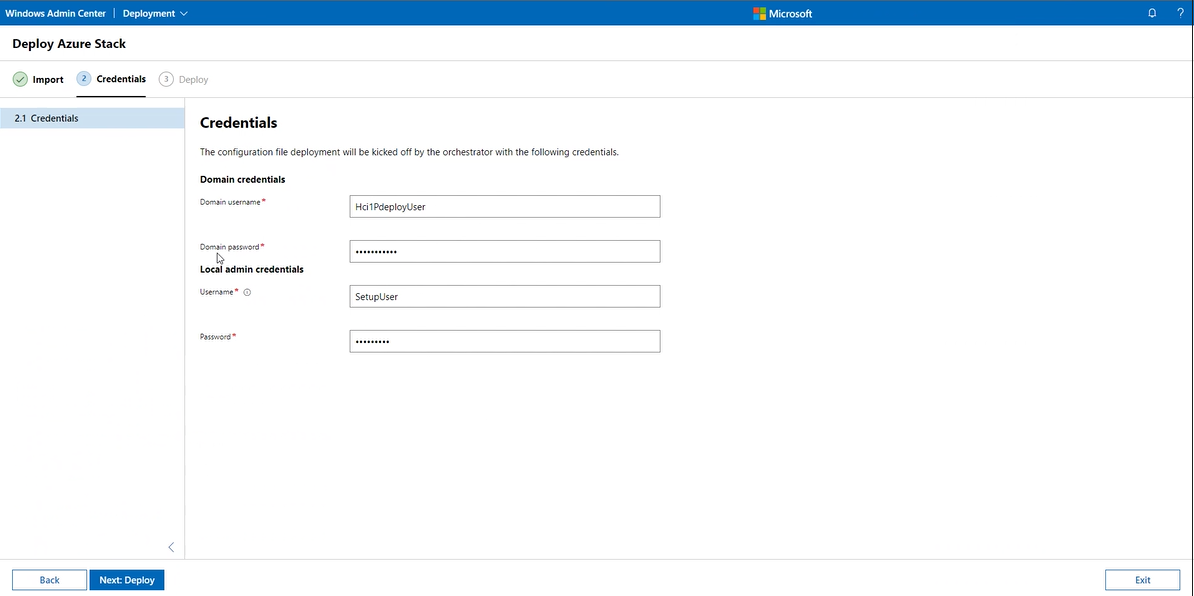 Windows Admin Center | Deployment
Microsoft
?
Deploy Azure Stack
Import
2 Credentials
3 Deploy
2.1 Credentials
Credentials
The configuration file deployment will be kicked off by the orchestrator with the following credentials.
Domain credentials
Domain username *
Hci1PdeployUser
Domain password *
•••••••••••
Local admin credentials
Username *
SetupUser
Password *
•••••••••
Back
Next: Deploy
Exit